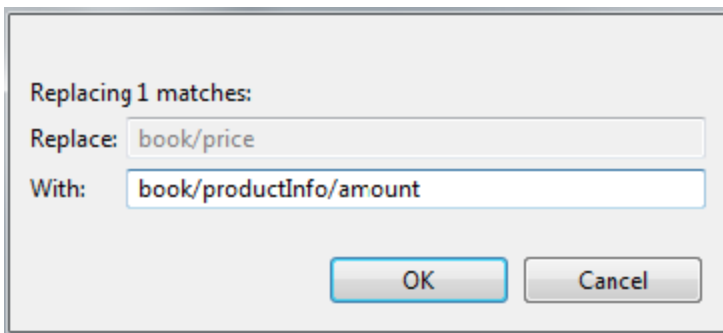 Replacing 1 matches:
Replace: book/price
With: book/productInfo/amount
OK Cancel